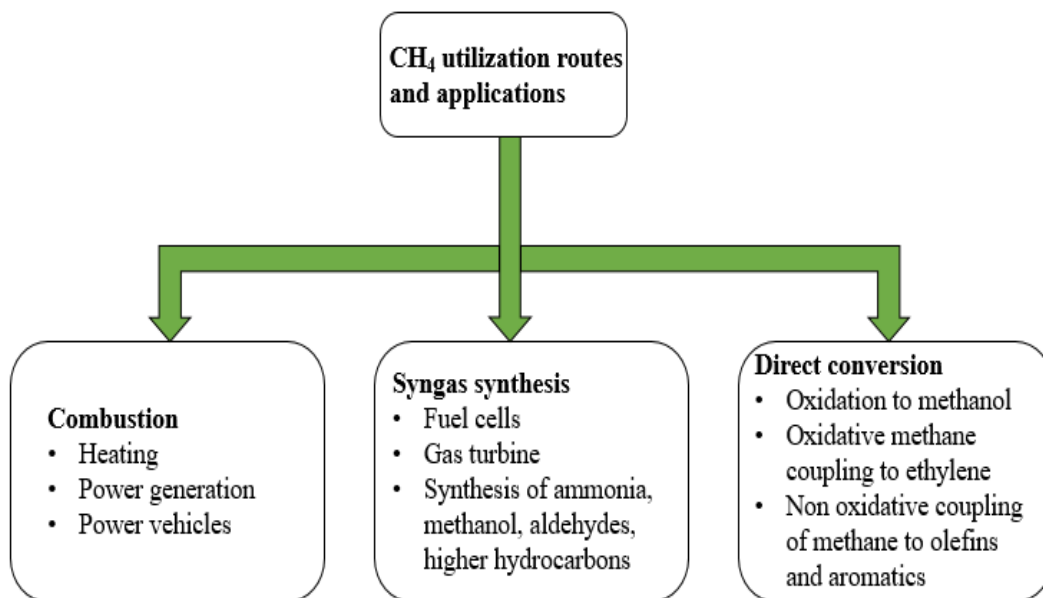 CH₄ utilization routes
and applications
Combustion
• Heating
• Power generation
• Power vehicles
Syngas synthesis
• Fuel cells
• Gas turbine
• Synthesis of ammonia,
methanol, aldehydes,
higher hydrocarbons
Direct conversion
• Oxidation to methanol
• Oxidative methane
coupling to ethylene
• Non oxidative coupling
of methane to olefins
and aromatics